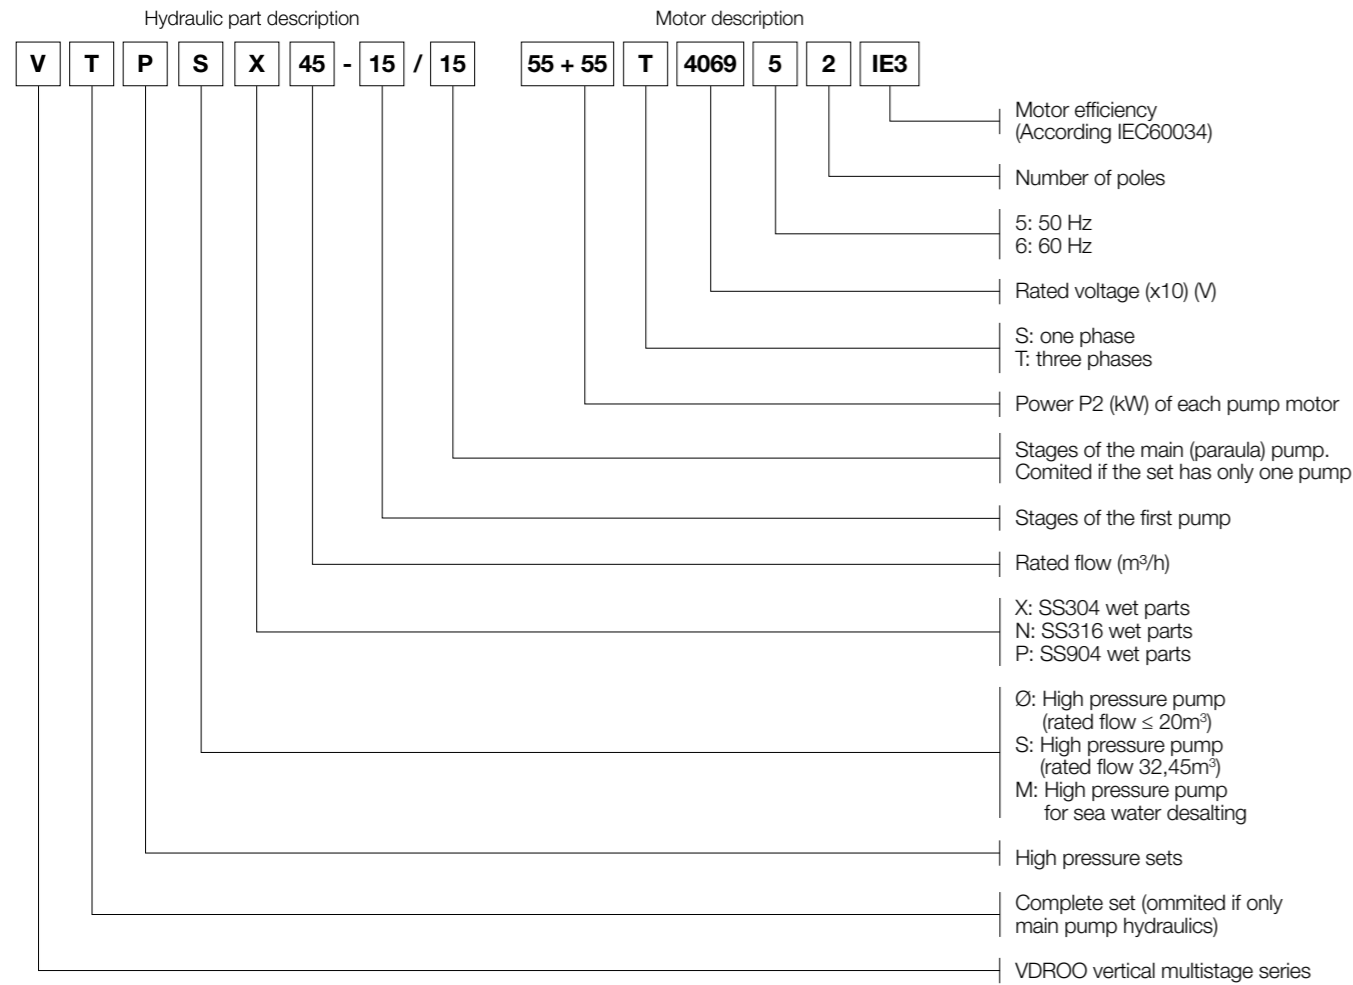 Hydraulic part description
Motor description
V T P S X 45 - 15 / 15 55 + 55 T 4069 5 2 IE3
Motor efficiency
(According IEC60034)
Number of poles
5: 50 Hz
6: 60 Hz
Rated voltage (x10) (V)
S: one phase
T: three phases
Power P2 (kW) of each pump motor
Stages of the main (paraula) pump.
Comited if the set has only one pump
Stages of the first pump
Rated flow (m³/h)
X: SS304 wet parts
N: SS316 wet parts
P: SS904 wet parts
Ø: High pressure pump
(rated flow ≤ 20m³)
S: High pressure pump
(rated flow 32,45m³)
M: High pressure pump
for sea water desalting
High pressure sets
Complete set (ommited if only
main pump hydraulics)
VDROO vertical multistage series